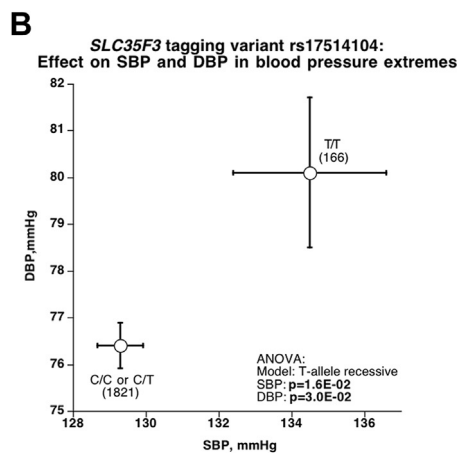 B
SLC35F3 tagging variant rs17514104:
Effect on SBP and DBP in blood pressure extremes
82
81
80
79
78
77
76
75
DBP,mmHg
T/T
(166)
C/C or C/T
(1821)
ANOVA:
Model: T-allele recessive
SBP: p=1.6E-02
DBP: p=3.0E-02
128
130
132
134
136
SBP, mmHg